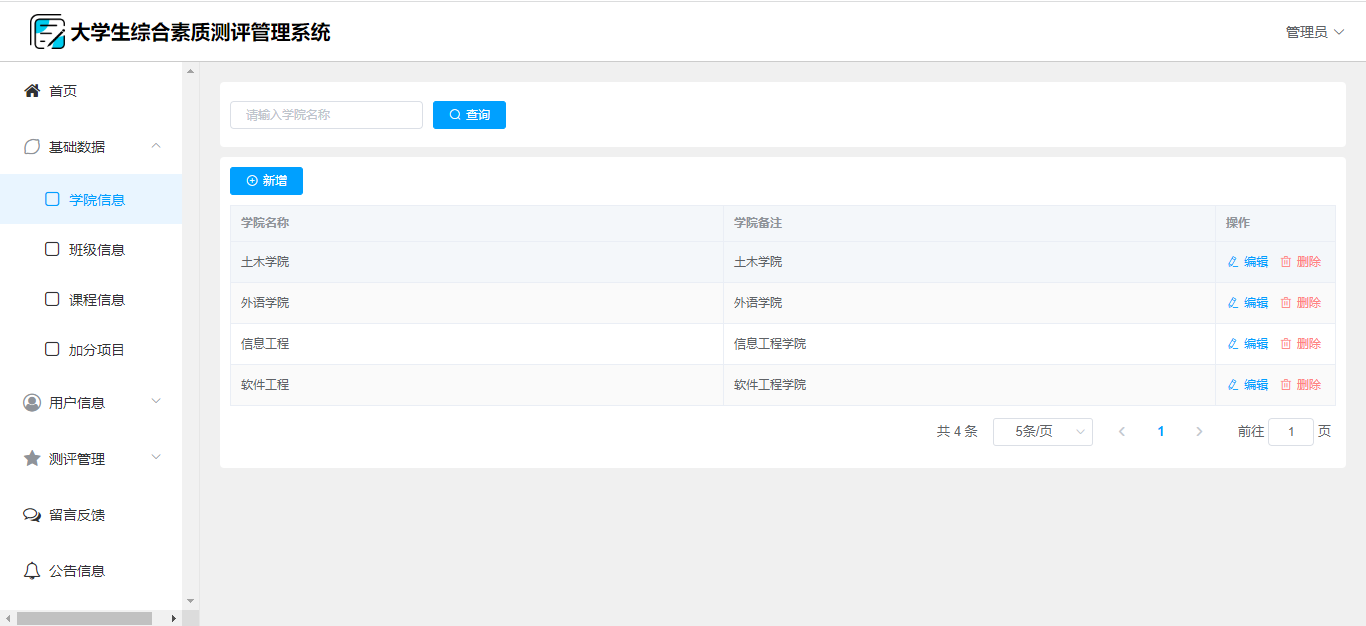 大学生综合素质测评管理系统
管理员
首页
基础数据
学院信息
班级信息
课程信息
加分项目
用户信息
测评管理
留言反馈
公告信息
请输入学院名称 查询
新增
学院名称 学院备注 操作
土木学院 土木学院 编辑 删除
外语学院 外语学院 编辑 删除
信息工程 信息工程学院 编辑 删除
软件工程 软件工程学院 编辑 删除
共 4 条 5条/页 1 前往 1 页